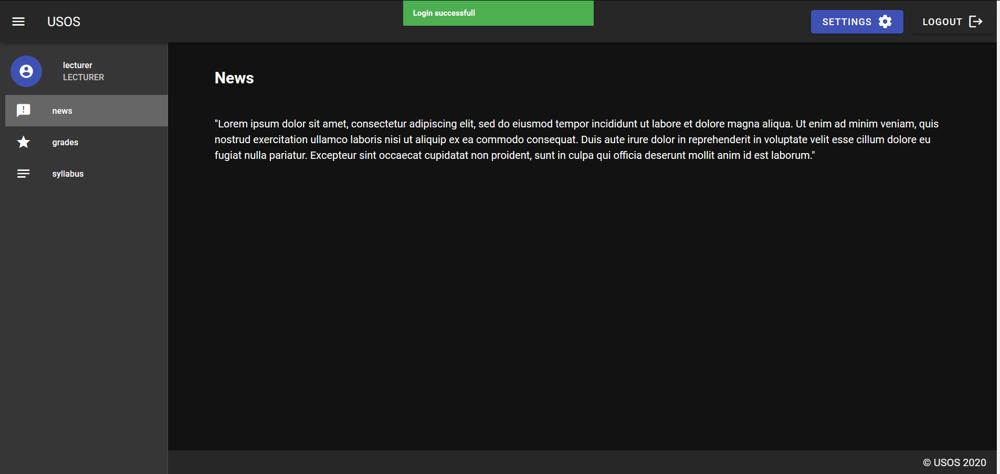 Login successfull
USOS
SETTINGS
LOGOUT
lecturer
LECTURER
news
grades
syllabus
News
"Lorem ipsum dolor sit amet, consectetur adipiscing elit, sed do eiusmod tempor incididunt ut labore et dolore magna aliqua. Ut enim ad minim veniam, quis
nostrud exercitation ullamco laboris nisi ut aliquip ex ea commodo consequat. Duis aute irure dolor in reprehenderit in voluptate velit esse cillum dolore eu
fugiat nulla pariatur. Excepteur sint occaecat cupidatat non proident, sunt in culpa qui officia deserunt mollit anim id est laborum."
© USOS 2020